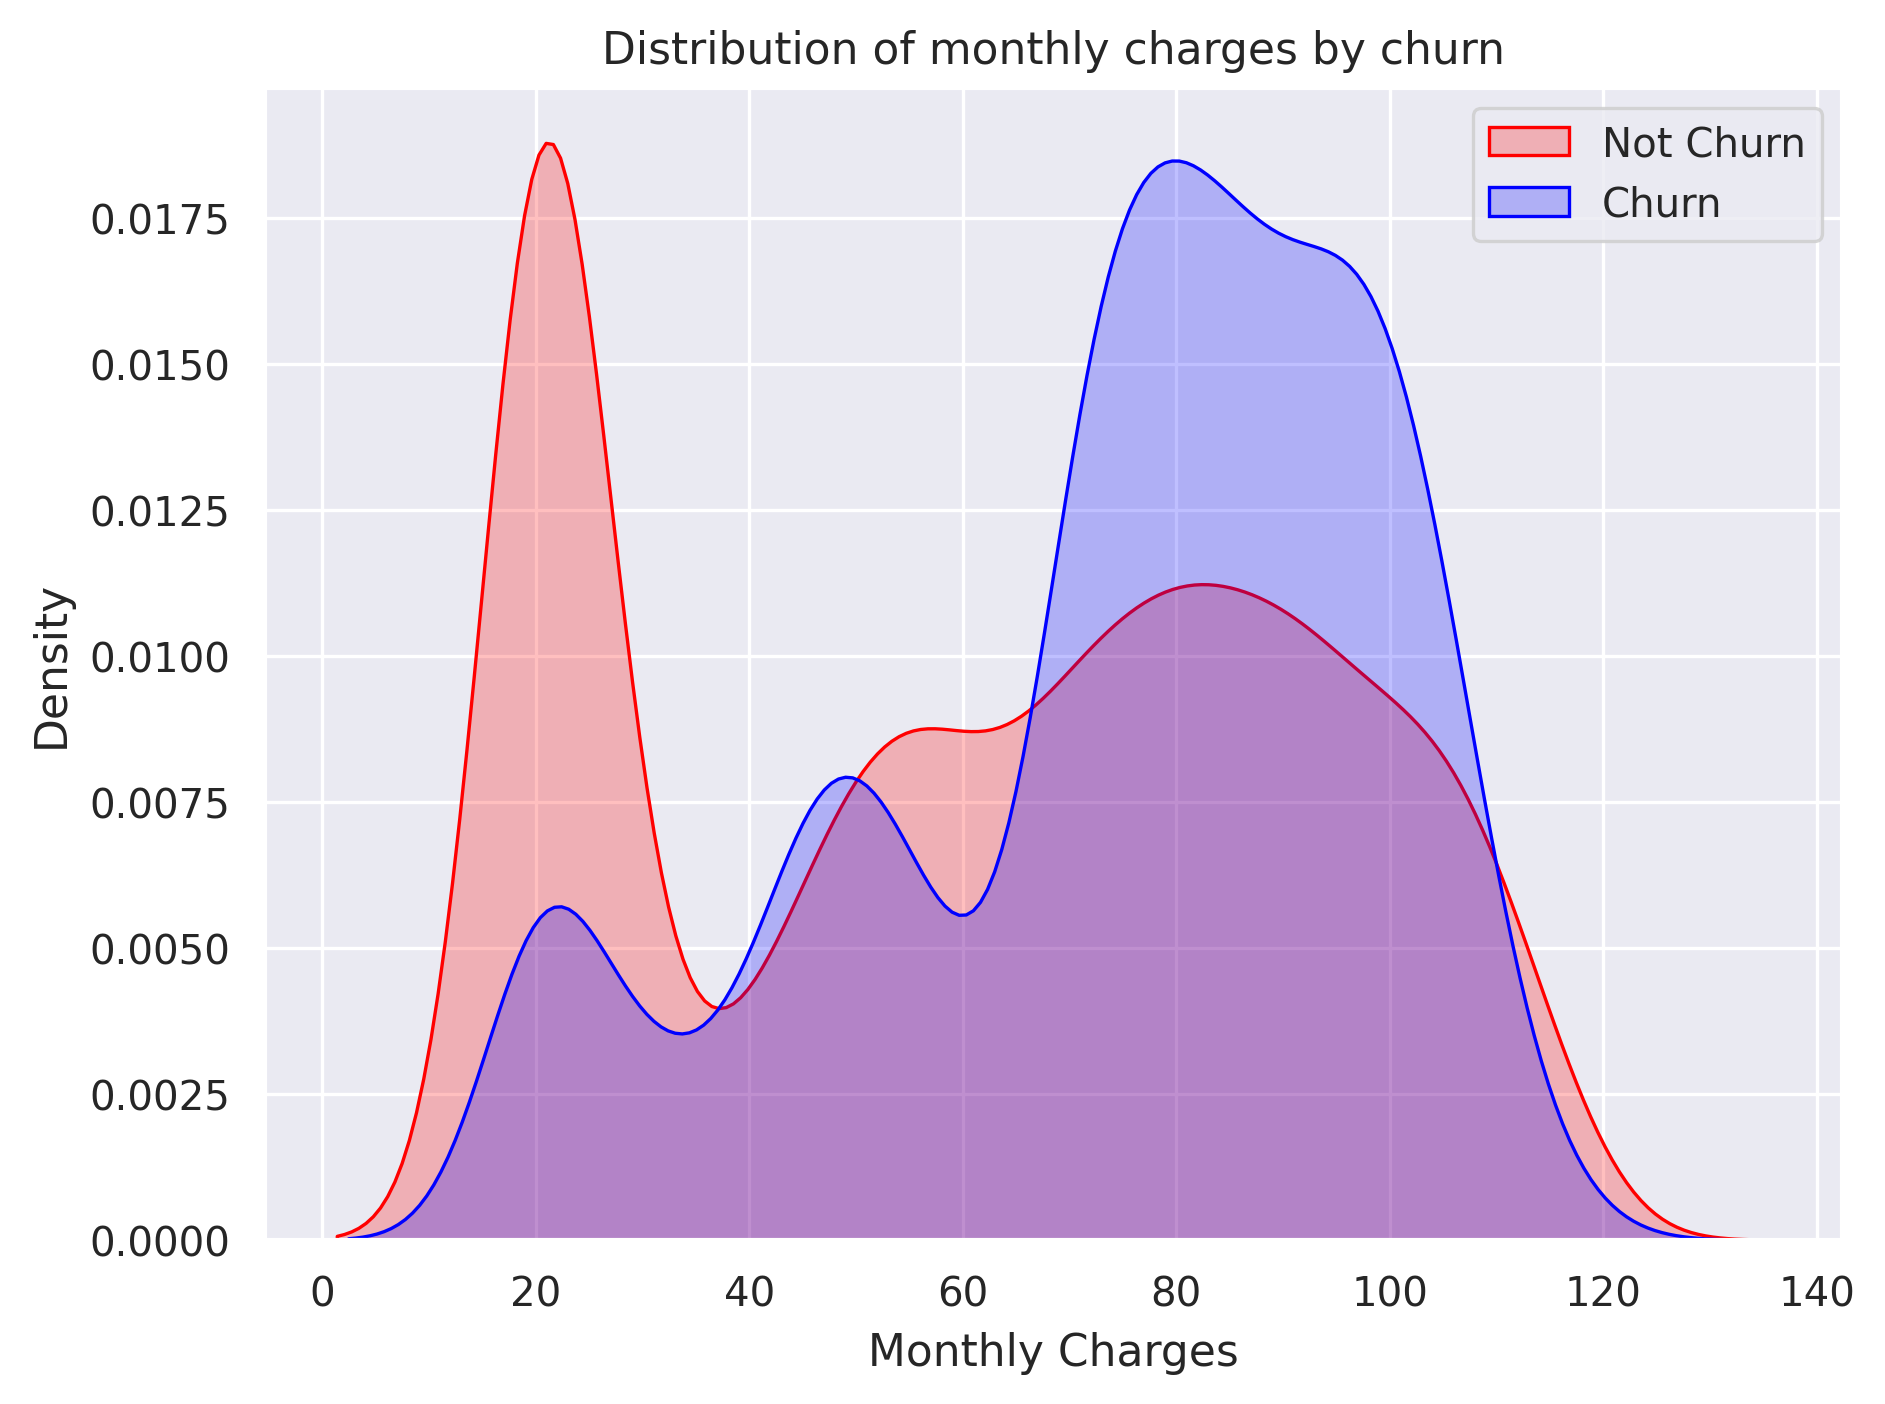 Distribution of monthly charges by churn
Not Churn
Churn
0.0175
0.0150
0.0125
0.0100
0.0075
0.0050
0.0025
0.0000
Density
0 20 40 60 80 100 120 140
Monthly Charges